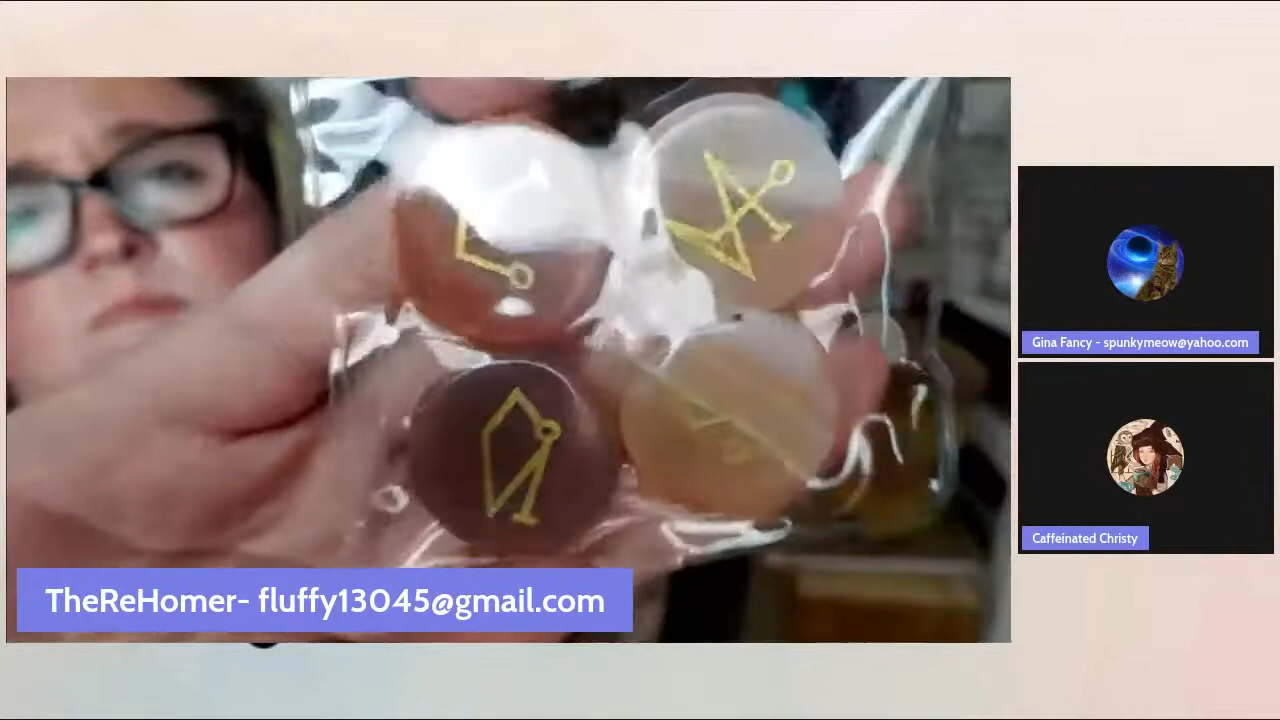 TheReHomer- fluffy13045@gmail.com
Gina Fancy - spunkymeow@yahoo.com
Caffeinated Christy